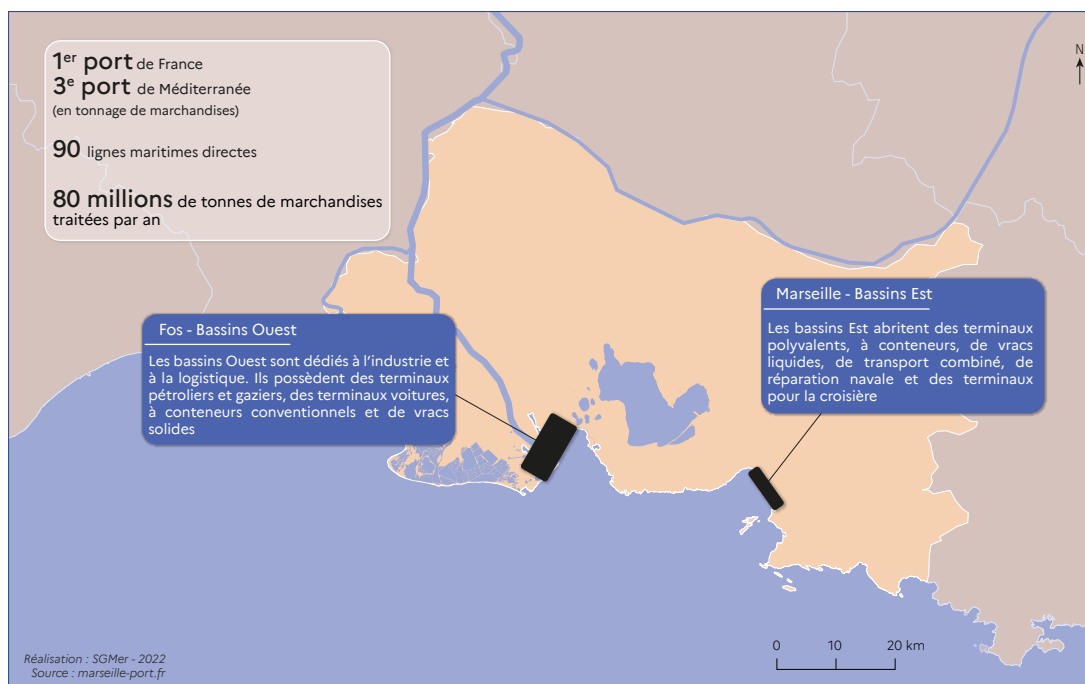 1er port de France
3e port de Méditerranée
(en tonnage de marchandises)
90 lignes maritimes directes
80 millions de tonnes de marchandises
traitées par an
N
Fos - Bassins Ouest
Les bassins Ouest sont dédiés à l'industrie et
à la logistique. Ils possèdent des terminaux
pétroliers et gaziers, des terminaux voitures,
à conteneurs conventionnels et de vracs
solides
Marseille - Bassins Est
Les bassins Est abritent des terminaux
polyvalents, à conteneurs, de vracs
liquides, de transport combiné, de
réparation navale et des terminaux
pour la croisière
Réalisation : SGMer - 2022
Source : marseille-port.fr
0 10 20 km